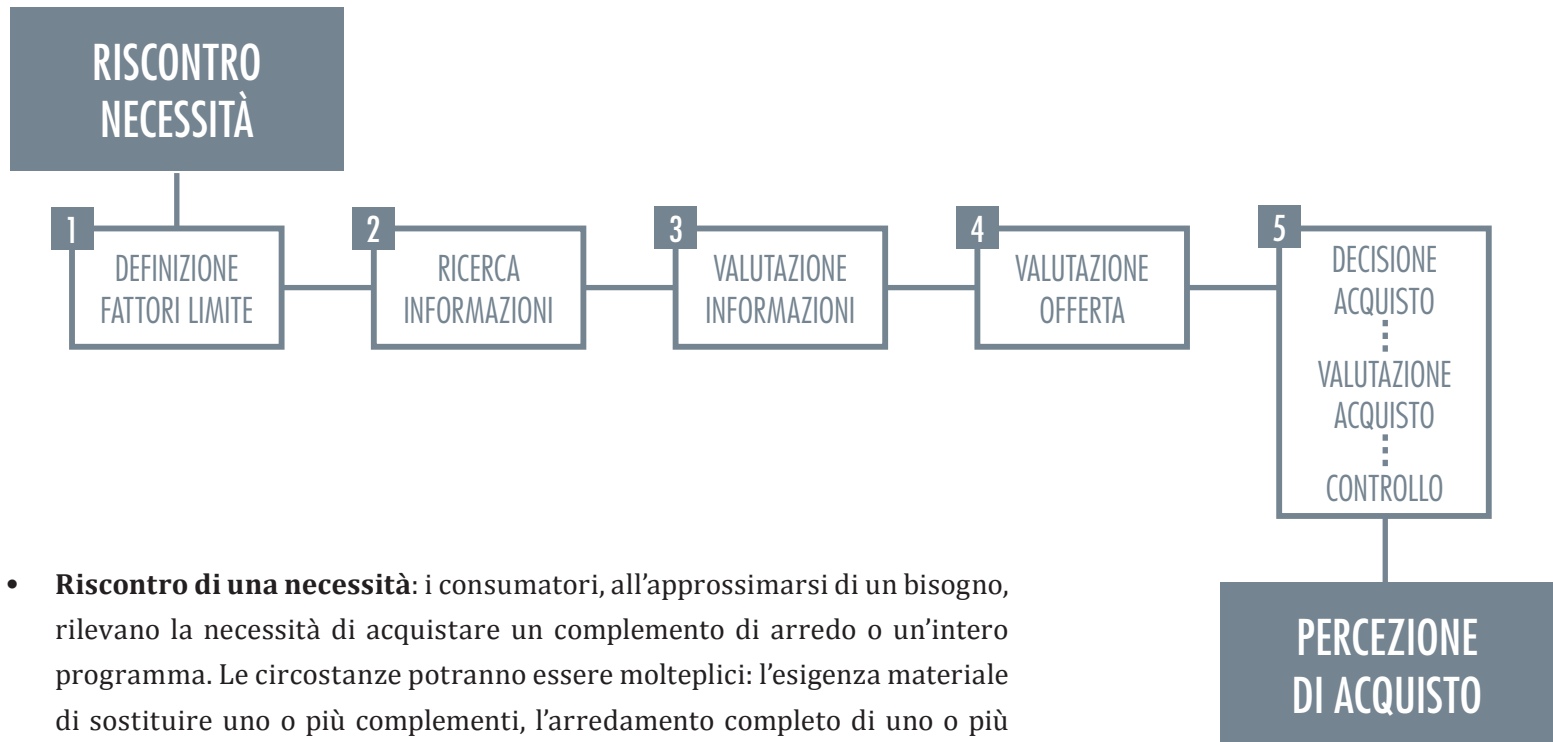 RISCONTRO
NECESSITÀ
1
DEFINIZIONE
FATTORI LIMITE
2
RICERCA
INFORMAZIONI
3
VALUTAZIONE
INFORMAZIONI
4
VALUTAZIONE
OFFERTA
5
DECISIONE
ACQUISTO
VALUTAZIONE
ACQUISTO
CONTROLLO
PERCEZIONE
DI ACQUISTO
• Riscontro di una necessità: i consumatori, all’approssimarsi di un bisogno,
rilevano la necessità di acquistare un complemento di arredo o un’intero
programma. Le circostanze potranno essere molteplici: l’esigenza materiale
di sostituire uno o più complementi, l’arredamento completo di uno o più